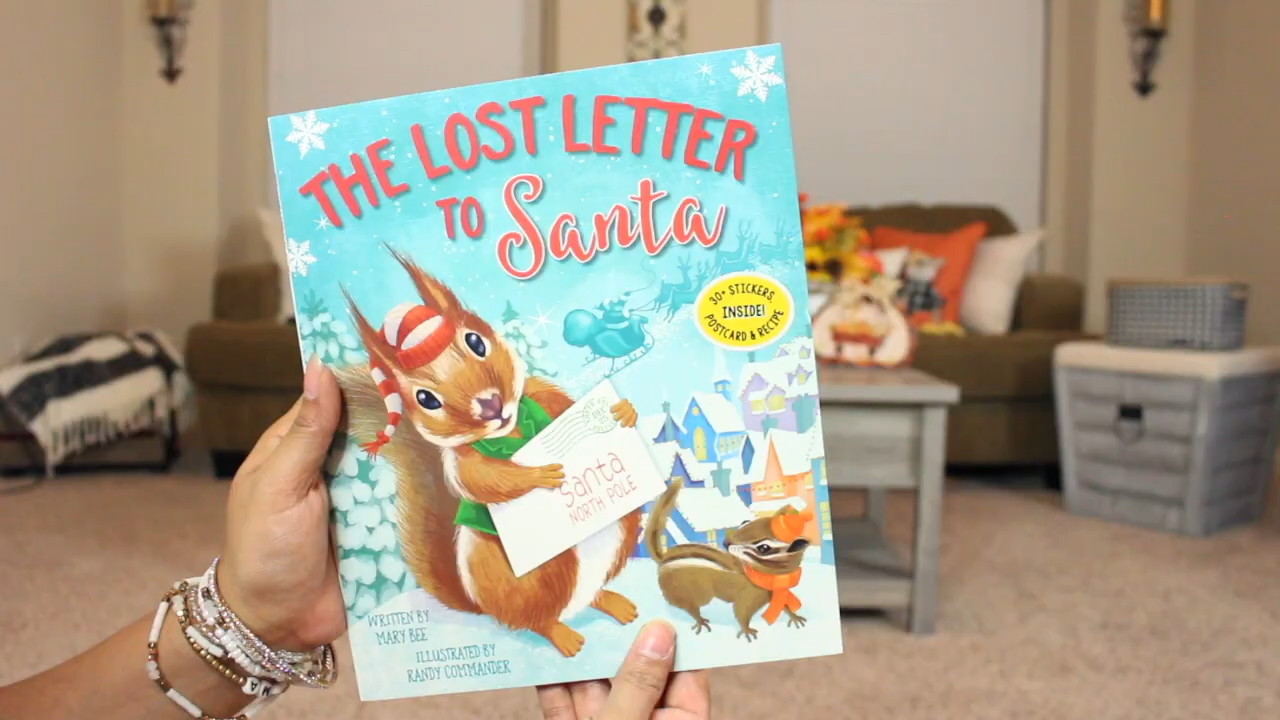 THE LOST LETTER
TO Santa
30+ STICKERS
INSIDE!
POSTCARD & RECIPE
Santa
NORTH POLE
WRITTEN BY
MARY BEE
ILLUSTRATED BY
RANDY COMMANDER